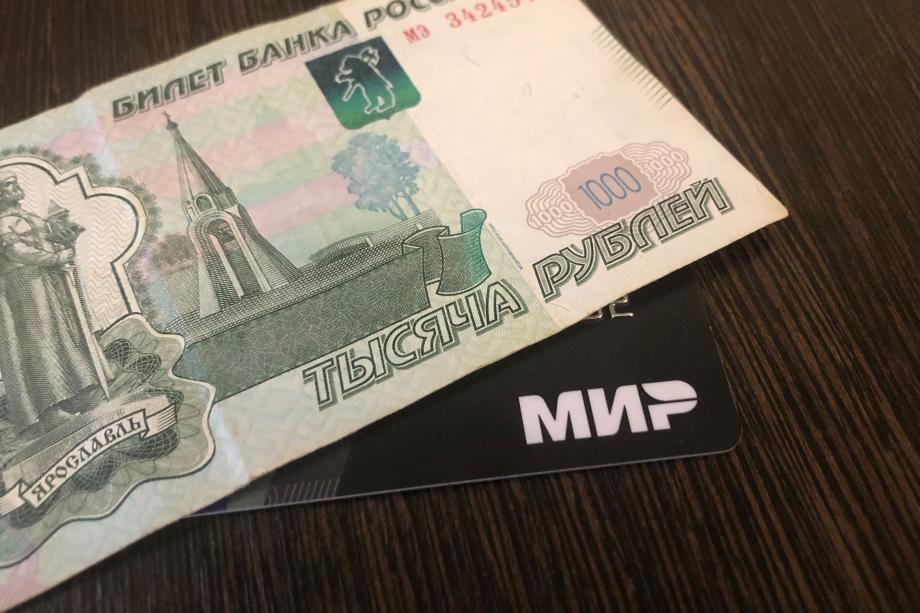 БИЛЕТ БАНКА
МЭ
1000
ТЫСЯЧА РУБЛЕЙ
ЯРОСЛАВЛЬ
МИР